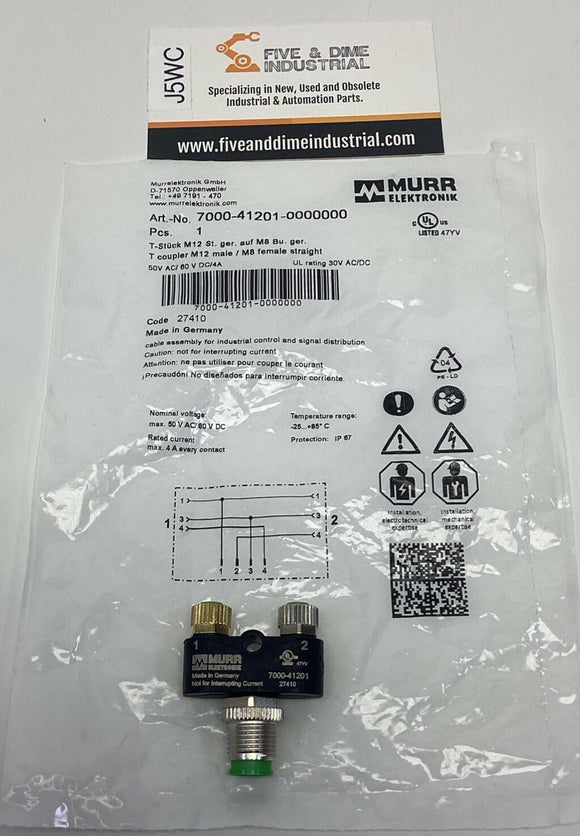 J5WC
FIVE & DIME
INDUSTRIAL
Specializing in New, Used and Obsolete
Industrial & Automation Parts.
www.fiveanddimeindustrial.com
Murrelektronik GmbH
D-71570 Oppenweiler
Tel.: +49 7191 - 470
www.murrelektronik.com
MURR
ELEKTRONIK
Art.-No. 7000-41201-0000000
Pcs. 1
c UL us
LISTED 47YV
T-Stück M12 St. ger. auf M8 Bu. ger.
T coupler M12 male / M8 female straight
50V AC/ 60 V DC/4A UL rating 30V AC/DC
7000-41201-0000000
Code 27410
Made in Germany
cable assembly for industrial control and signal distribution
Caution: not for interrupting current
Attention: ne pas utiliser pour couper le courant
¡Precaudón! No diseñados para interrumpir corriente.
04
PE-LD
Nominal voltage:
max. 50 V AC/60 V DC
Rated current:
max. 4 A every contact
Temperature range:
-25...+85° C
Protection: IP 67
Installation,
electrotechnical
expertise
Installation,
mechanical
expertise
1 2
1 1
3 3
4
4
1 2 3 4
1 2
MURR
ELEKTRONIK
c UL us 47YV
Made in Germany 7000-41201
Not for Interrupting Current 27410